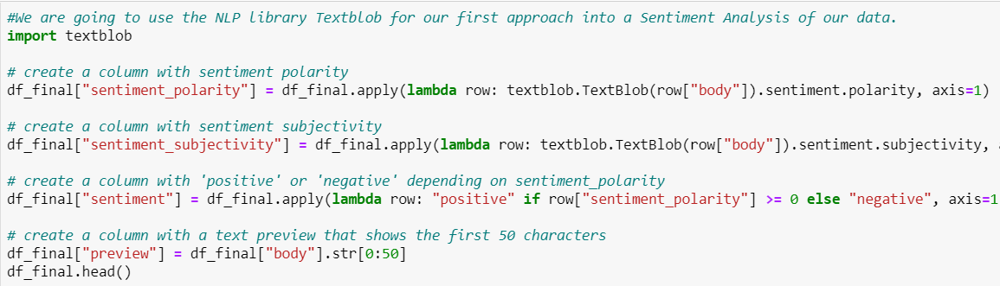 #We are going to use the NLP library Textblob for our first approach into a Sentiment Analysis of our data.
import textblob
# create a column with sentiment polarity
df_final["sentiment_polarity"] = df_final.apply(lambda row: textblob.TextBlob(row["body"]).sentiment.polarity, axis=1)
# create a column with sentiment subjectivity
df_final["sentiment_subjectivity"] = df_final.apply(lambda row: textblob.TextBlob(row["body"]).sentiment.subjectivity,
# create a column with 'positive' or 'negative' depending on sentiment_polarity
df_final["sentiment"] = df_final.apply(lambda row: "positive" if row["sentiment_polarity"] >= 0 else "negative", axis=1
# create a column with a text preview that shows the first 50 characters
df_final["preview"] = df_final["body"].str[0:50]
df_final.head()